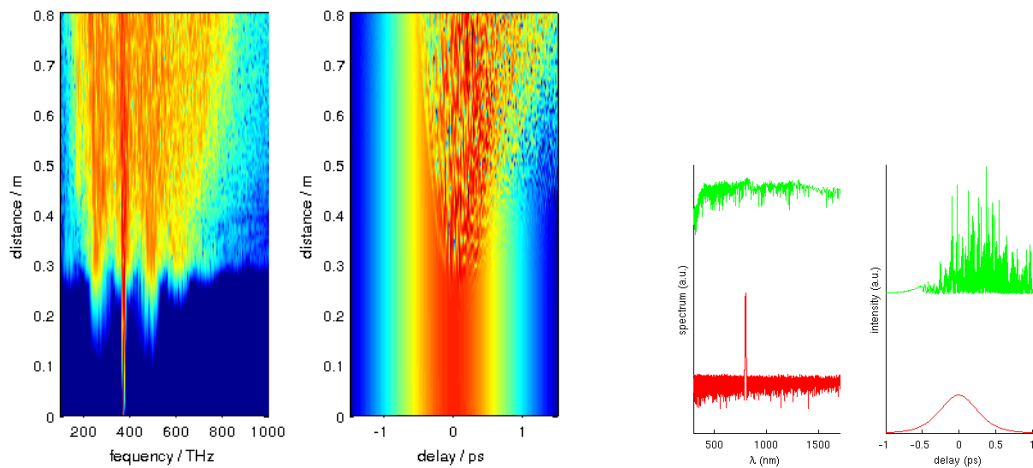 0.8
0.7
0.6
0.5
0.4
0.3
0.2
0.1
0
distance / m
200 400 600 800 1000
fequency / THz
0.8
0.7
0.6
0.5
0.4
0.3
0.2
0.1
0
distance / m
-1 0 1
delay / ps
spectrum (a.u.)
500 1000 1500
λ (nm)
intensity (a.u.)
-1 -0.5 0 0.5 1
delay (ps)